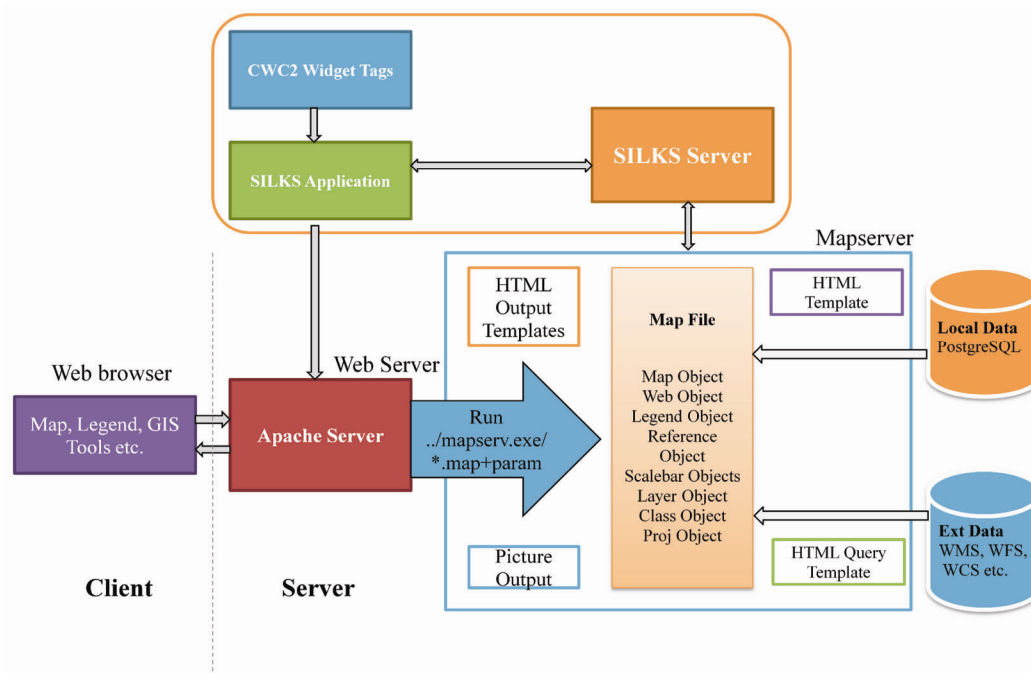 CWC2 Widget Tags
SILKS Application
SILKS Server
Mapserver
HTML
Output
Templates
Map File
Map Object
Web Object
Legend Object
Reference
Object
Scalebar Objects
Layer Object
Class Object
Proj Object
HTML
Template
Local Data
PostgreSQL
Web browser
Web Server
Map, Legend, GIS
Tools etc.
Apache Server
Run
../mapserv.exe/
*.map+param
Picture
Output
HTML Query
Template
Ext Data
WMS, WFS,
WCS etc.
Client
Server